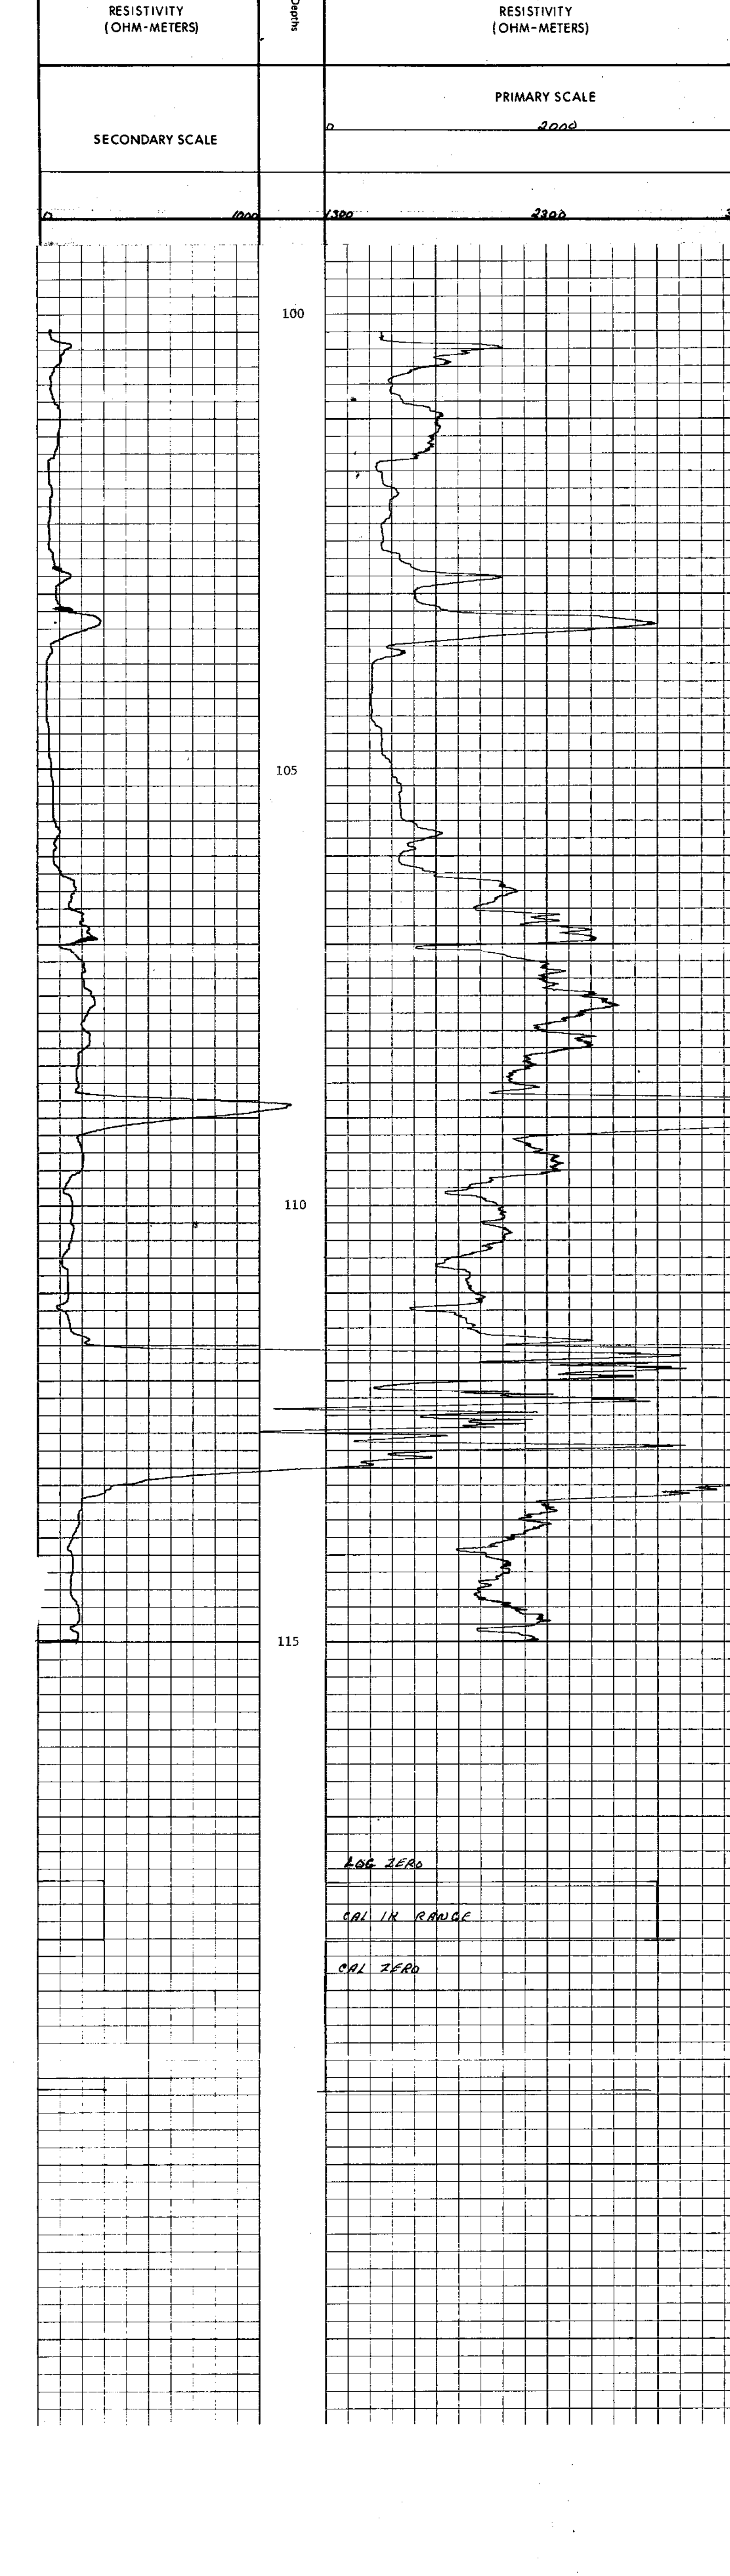 RESISTIVITY
(OHM-METERS)
Depths
RESISTIVITY
(OHM-METERS)
PRIMARY SCALE
0 2000
SECONDARY SCALE
0 1000
1300 2300
100
105
110
115
LOG ZERO
CAL 1K RANGE
CAL ZERO